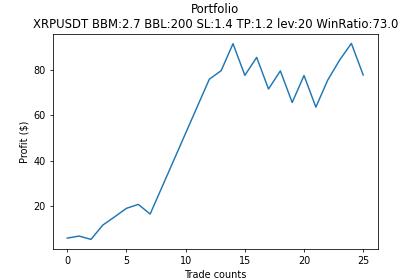 Portfolio
XRPUSDT BBM:2.7 BBL:200 SL:1.4 TP:1.2 lev:20 WinRatio:73.0
80
60
40
20
Profit ($)
0 5 10 15 20 25
Trade counts